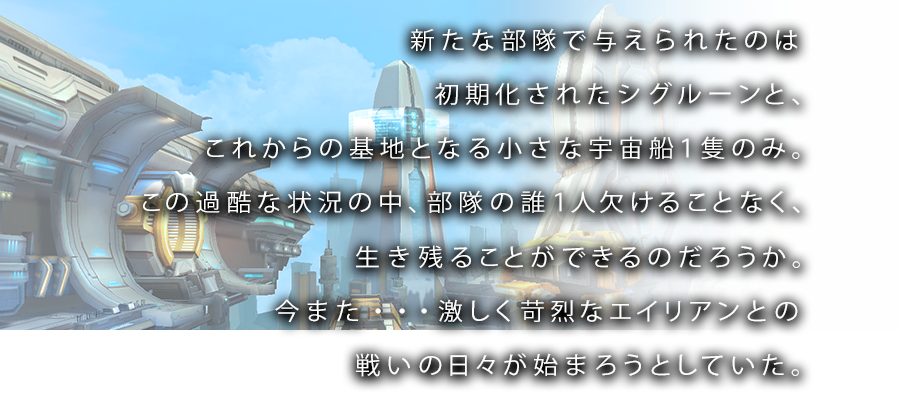 新たな部隊で与えられたのは
初期化されたシグルーンと、
これからの基地となる小さな宇宙船1隻のみ。
この過酷な状況の中、部隊の誰1人欠けることなく、
生き残ることができるのだろうか。
今また・・・激しく苛烈なエイリアンとの
戦いの日々が始まろうとしていた。